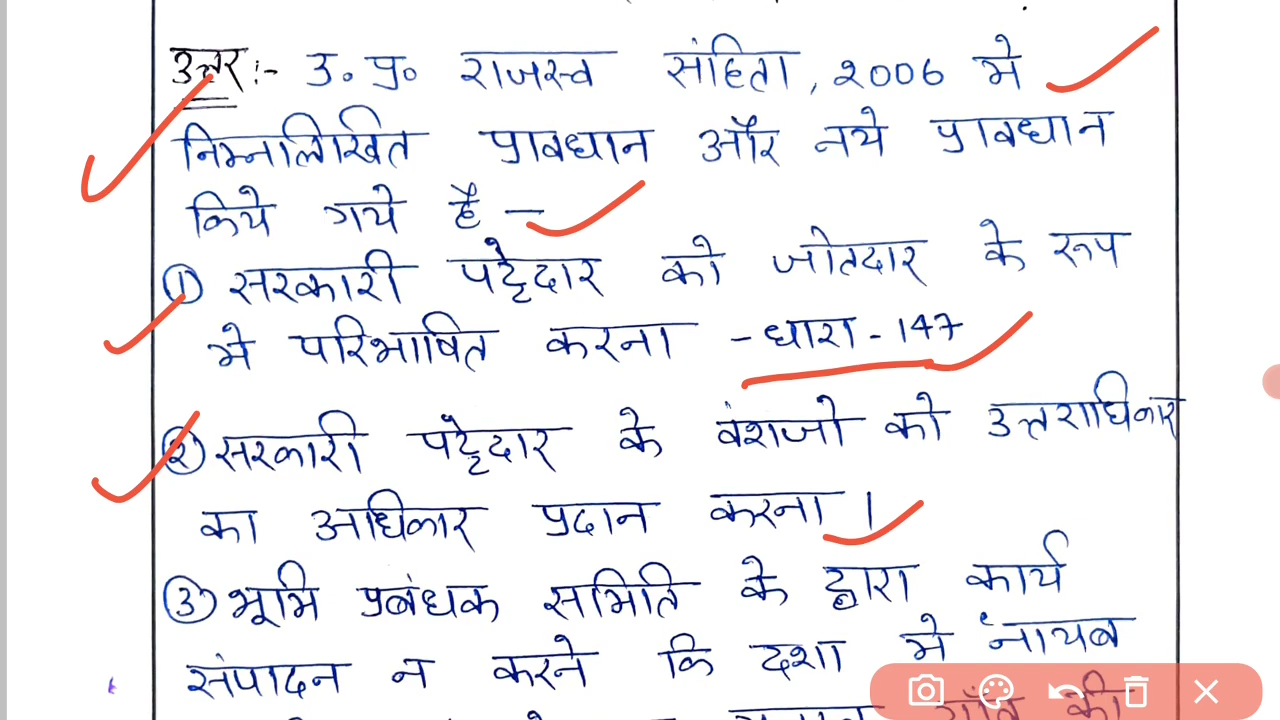 उत्तर:- उ० प्र० राजस्व संहिता, 2006 मे
निम्नलिखित प्रावधान और नये प्रावधान
किये गये है –
① सरकारी पट्टेदार को जोतदार के रूप
मे परिभाषित करना - धारा - 147
② सरकारी पट्टेदार के वंशजो को उत्तराधिकार
का अधिकार प्रदान करना ।
③ भूमि प्रबंधक समिति के द्वारा कार्य
संपादन न करने कि दशा मे नायब
गाँव की